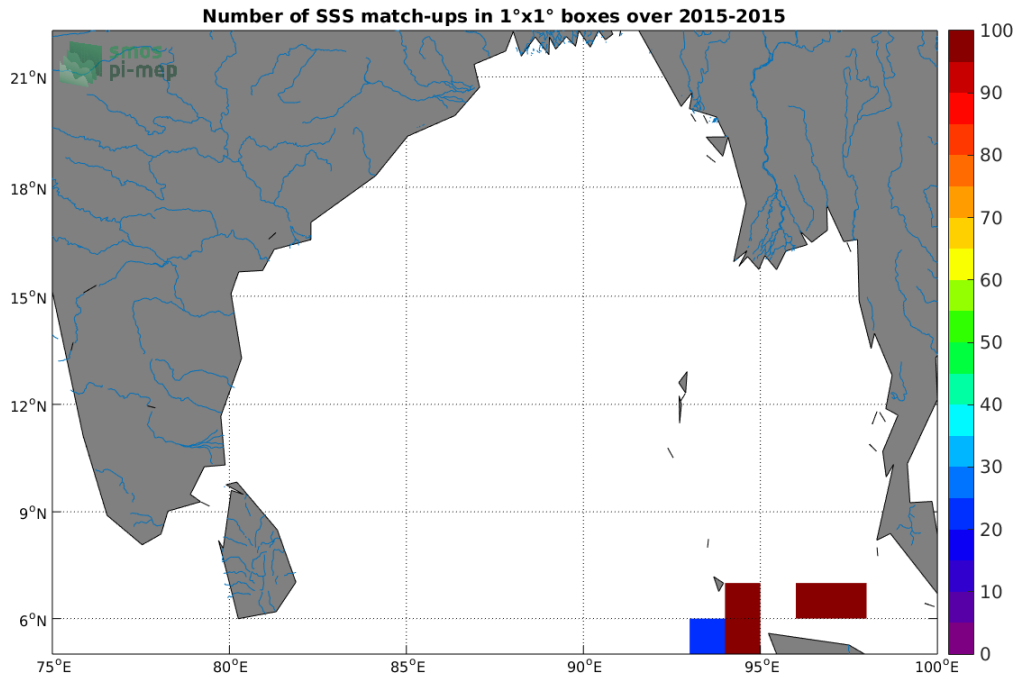 Number of SSS match-ups in 1°x1° boxes over 2015-2015
smos
pi-mep
21°N
18°N
15°N
12°N
9°N
6°N
75°E
80°E
85°E
90°E
95°E
100°E
100
90
80
70
60
50
40
30
20
10
0